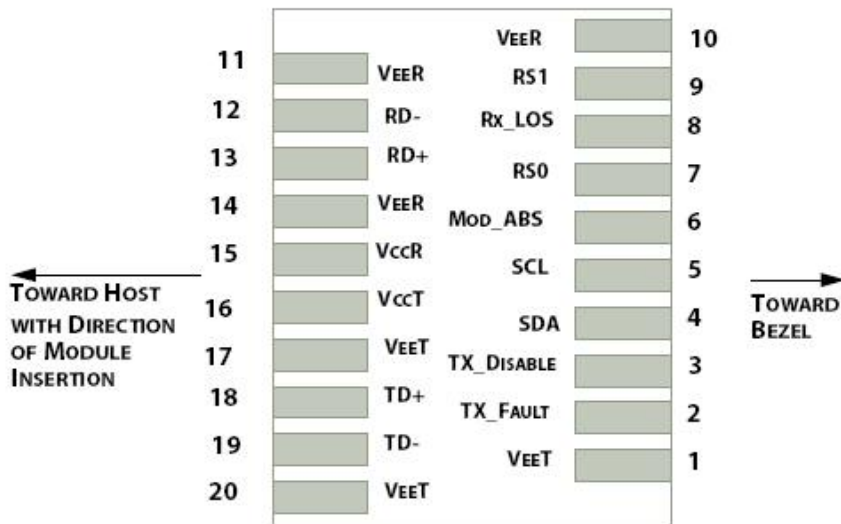 11 VEER
12 RD-
13 RD+
14 VEER
15 VCCR
16 VCCT
17 VEET
18 TD+
19 TD-
20 VEET
VEER 10
RS1 9
RX_LOS 8
RS0 7
MOD_ABS 6
SCL 5
SDA 4
TX_DISABLE 3
TX_FAULT 2
VEET 1
TOWARD HOST
WITH DIRECTION
OF MODULE
INSERTION
TOWARD
BEZEL